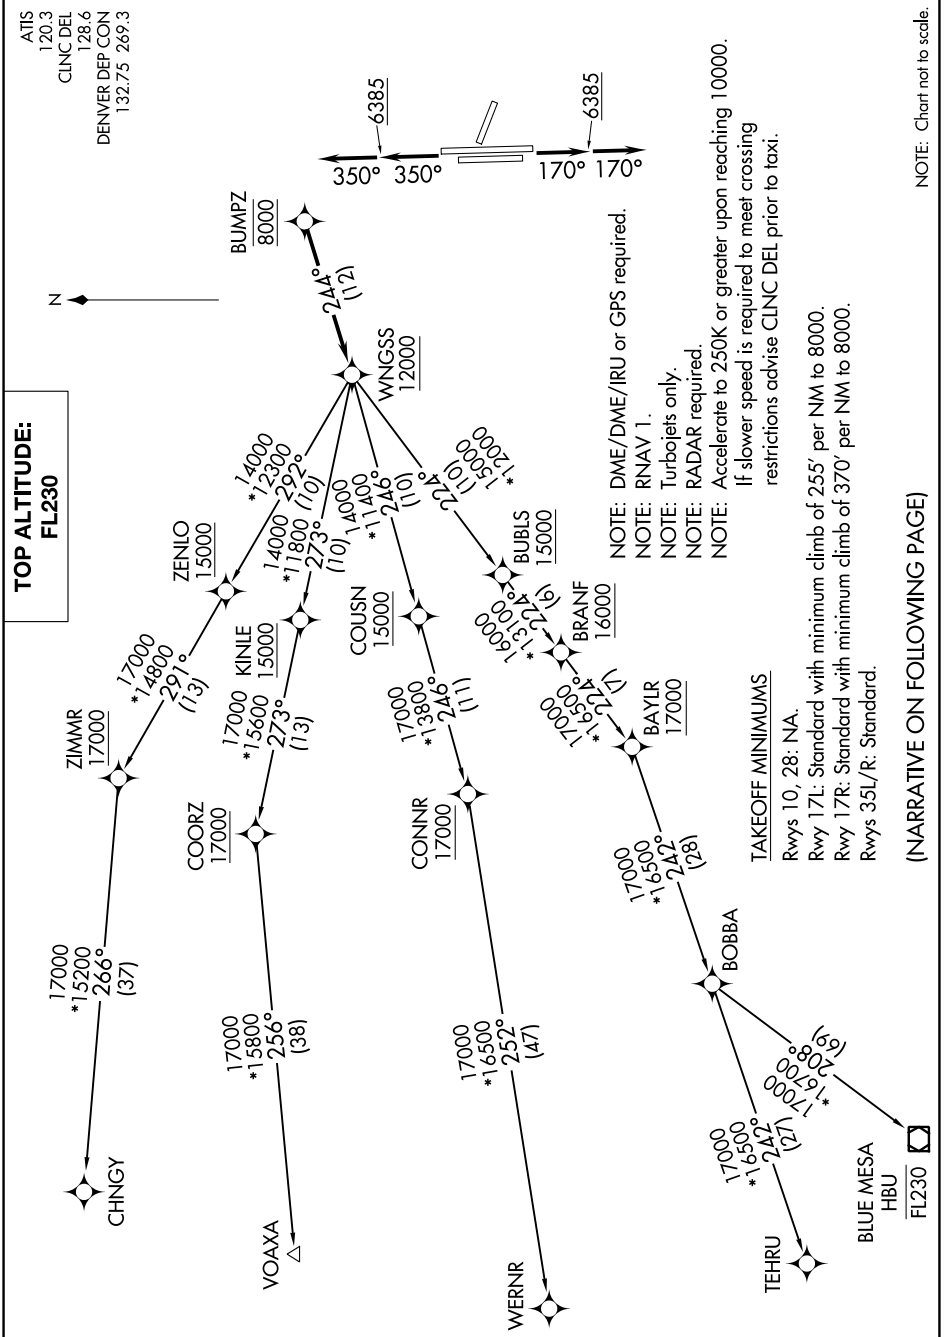 ATIS
120.3
CLNC DEL
128.6
DENVER DEP CON
132.75 269.3
TOP ALTITUDE:
FL230
N
6385
350°
350°
170°
170°
6385
BUMPZ
8000
244°
(12)
WNGSS
12000
14000
*12300
292°
(10)
ZENLO
15000
17000
*14800
291°
(13)
ZIMMR
17000
17000
*15200
266°
(37)
CHNGY
14000
*11800
273°
(10)
KINLE
15000
17000
*15600
273°
(13)
COORZ
17000
17000
*15800
256°
(38)
VOAXA
14000
*11400
246°
(10)
COUSN
15000
17000
*13800
246°
(11)
CONNR
17000
17000
*16500
252°
(47)
WERNR
224°
(10)
15000
*12000
BUBLS
15000
16000
*13100
224°
(6)
BRANF
16000
17000
*16500
224°
(7)
BAYLR
17000
17000
*16500
242°
(28)
BOBBA
17000
*16500
242°
(27)
TEHRU
(69)
208°
*16700
17000
BLUE MESA
HBU
FL230
NOTE: DME/DME/IRU or GPS required.
NOTE: RNAV 1.
NOTE: Turbojets only.
NOTE: RADAR required.
NOTE: Accelerate to 250K or greater upon reaching 10000.
If slower speed is required to meet crossing
restrictions advise CLNC DEL prior to taxi.
TAKEOFF MINIMUMS
Rwys 10, 28: NA.
Rwy 17L: Standard with minimum climb of 255' per NM to 8000.
Rwy 17R: Standard with minimum climb of 370' per NM to 8000.
Rwys 35L/R: Standard.
(NARRATIVE ON FOLLOWING PAGE)
NOTE: Chart not to scale.